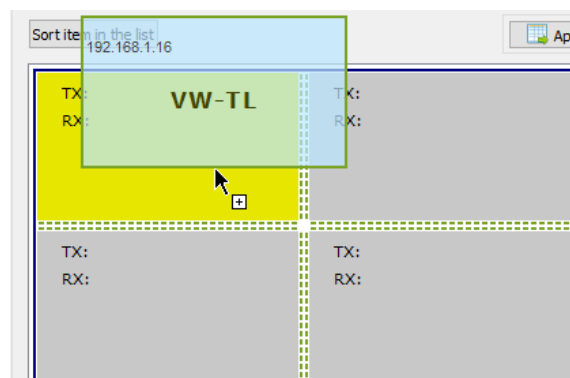 Sort item in the list
Ap
192.168.1.16
VW-TL
TX:
RX:
TX:
RX:
TX:
RX:
TX:
RX: